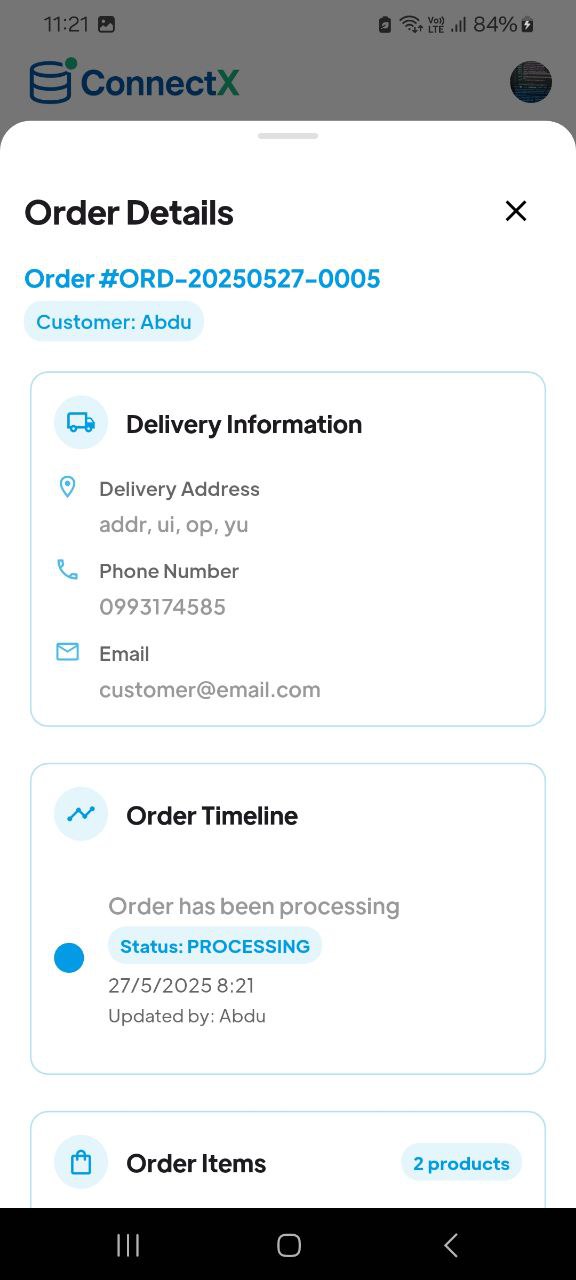 11:21
Vo)) LTE 84%
ConnectX
Order Details
Order #ORD-20250527-0005
Customer: Abdu
Delivery Information
Delivery Address
addr, ui, op, yu
Phone Number
0993174585
Email
customer@email.com
Order Timeline
Order has been processing
Status: PROCESSING
27/5/2025 8:21
Updated by: Abdu
Order Items
2 products